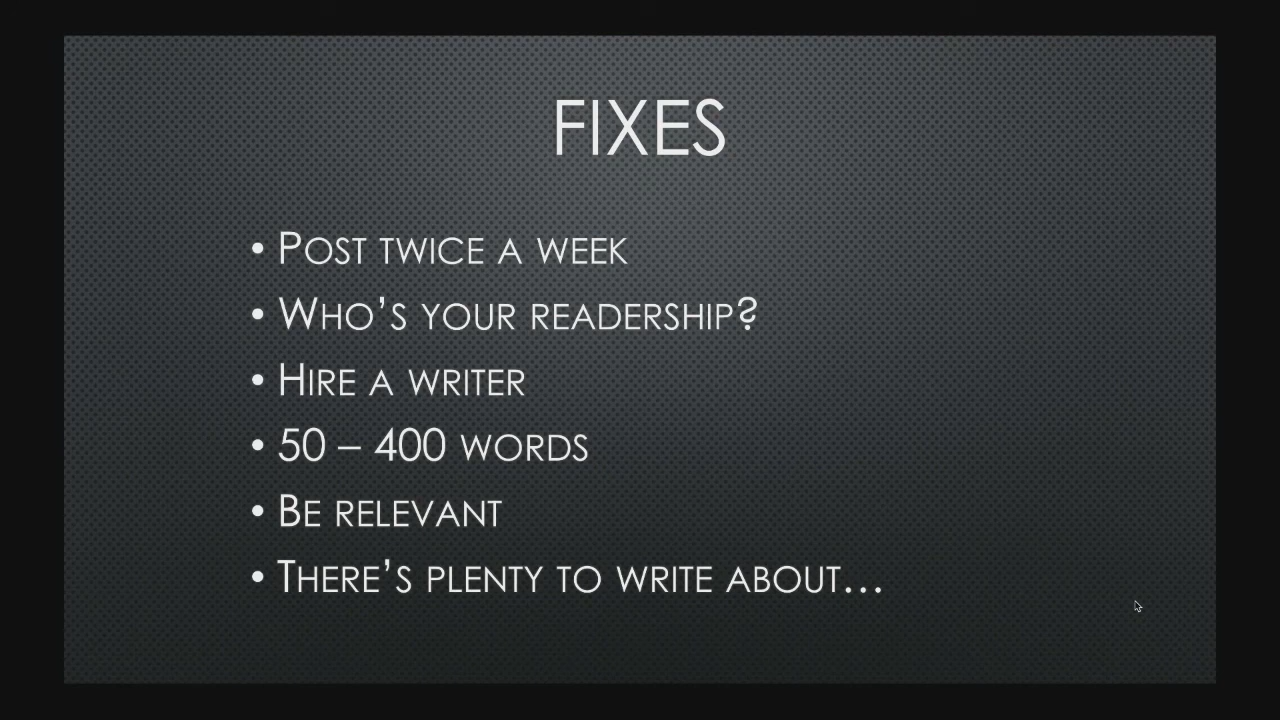 FIXES
• Post twice a week
• Who’s your readership?
• Hire a writer
• 50 – 400 words
• Be relevant
• There’s plenty to write about…